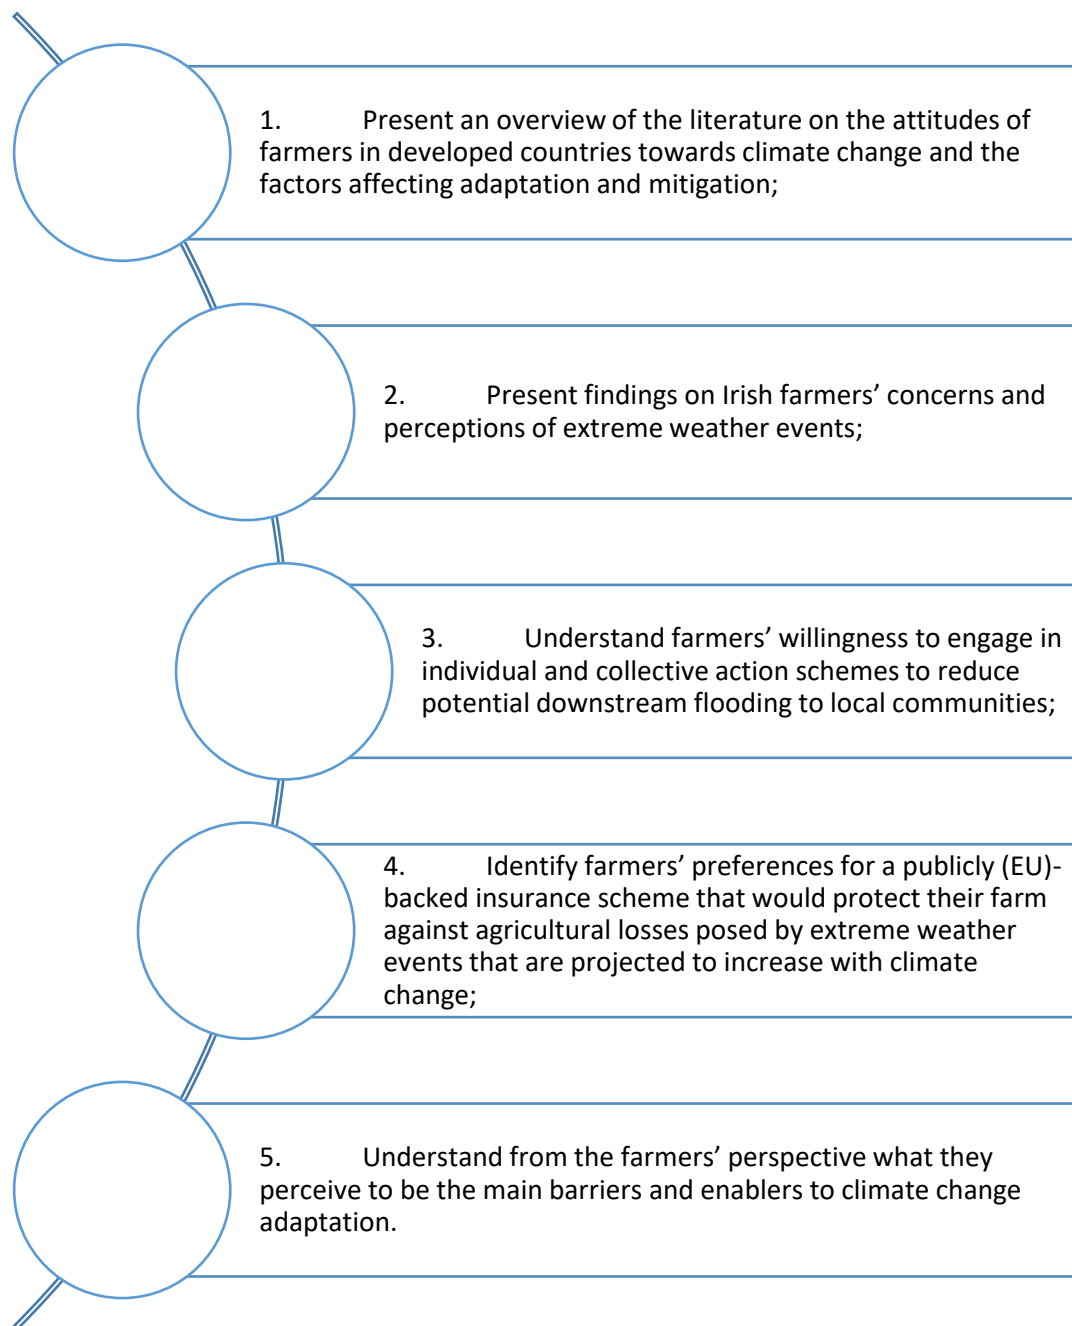 1. Present an overview of the literature on the attitudes of
farmers in developed countries towards climate change and the
factors affecting adaptation and mitigation;
2. Present findings on Irish farmers’ concerns and
perceptions of extreme weather events;
3. Understand farmers’ willingness to engage in
individual and collective action schemes to reduce
potential downstream flooding to local communities;
4. Identify farmers’ preferences for a publicly (EU)-
backed insurance scheme that would protect their farm
against agricultural losses posed by extreme weather
events that are projected to increase with climate
change;
5. Understand from the farmers’ perspective what they
perceive to be the main barriers and enablers to climate change
adaptation.